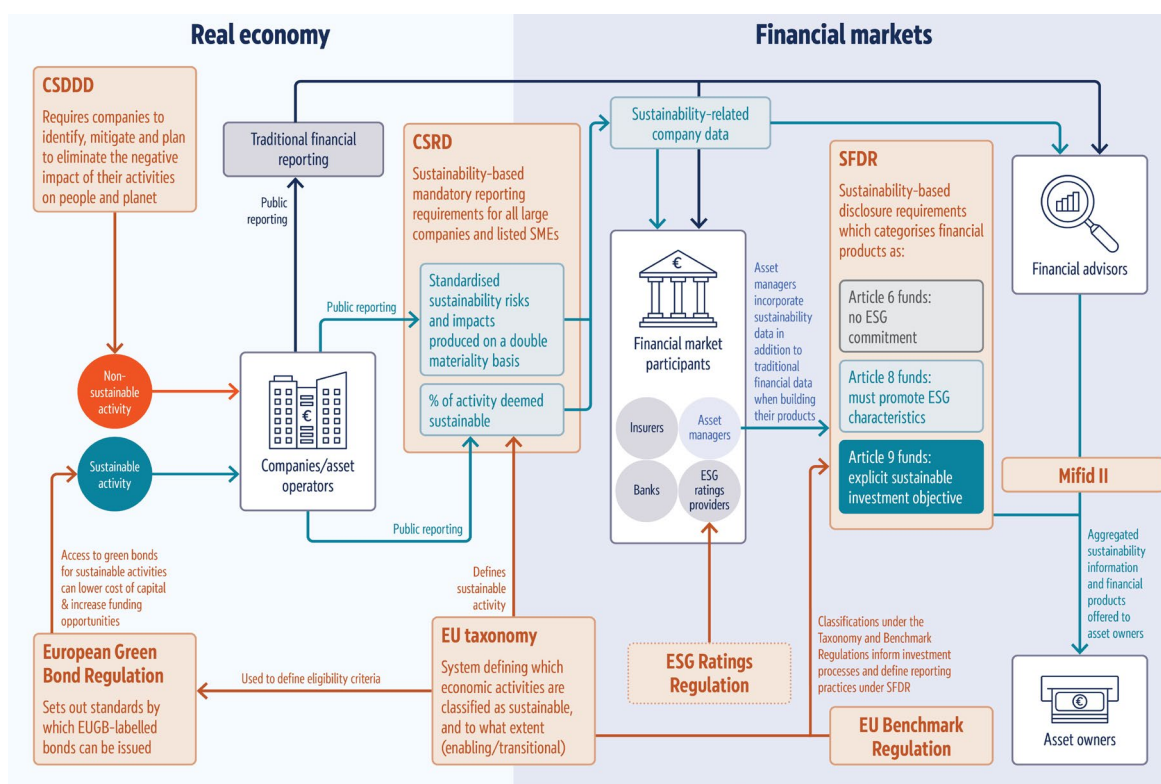 Real economy
Financial markets
CSDDD
Requires companies to
identify, mitigate and plan
to eliminate the negative
impact of their activities
on people and planet
Traditional financial
reporting
Public
reporting
CSRD
Sustainability-based
mandatory reporting
requirements for all large
companies and listed SMEs
Standardised
sustainability risks
and impacts
produced on a double
materiality basis
% of activity deemed
sustainable
Public reporting
Sustainability-related
company data
€
Financial market
participants
Insurers
Asset
managers
Banks
ESG
ratings
providers
Asset
managers
incorporate
sustainability
data in
addition to
traditional
financial data
when building
their products
SFDR
Sustainability-based
disclosure requirements
which categorises financial
products as:
Article 6 funds:
no ESG
commitment
Article 8 funds:
must promote ESG
characteristics
Article 9 funds:
explicit sustainable
investment objective
Financial advisors
Non-
sustainable
activity
Sustainable
activity
€
Companies/asset
operators
Public reporting
Mifid II
Aggregated
sustainability
information
and financial
products
offered to
asset owners
Access to green bonds
for sustainable activities
can lower cost of capital
& increase funding
opportunities
Defines
sustainable
activity
European Green
Bond Regulation
Sets out standards by
which EUGB-labelled
bonds can be issued
Used to define eligibility criteria
EU taxonomy
System defining which
economic activities are
classified as sustainable,
and to what extent
(enabling/transitional)
ESG Ratings
Regulation
Classifications under the
Taxonomy and Benchmark
Regulations inform investment
processes and define reporting
practices under SFDR
EU Benchmark
Regulation
€
Asset owners